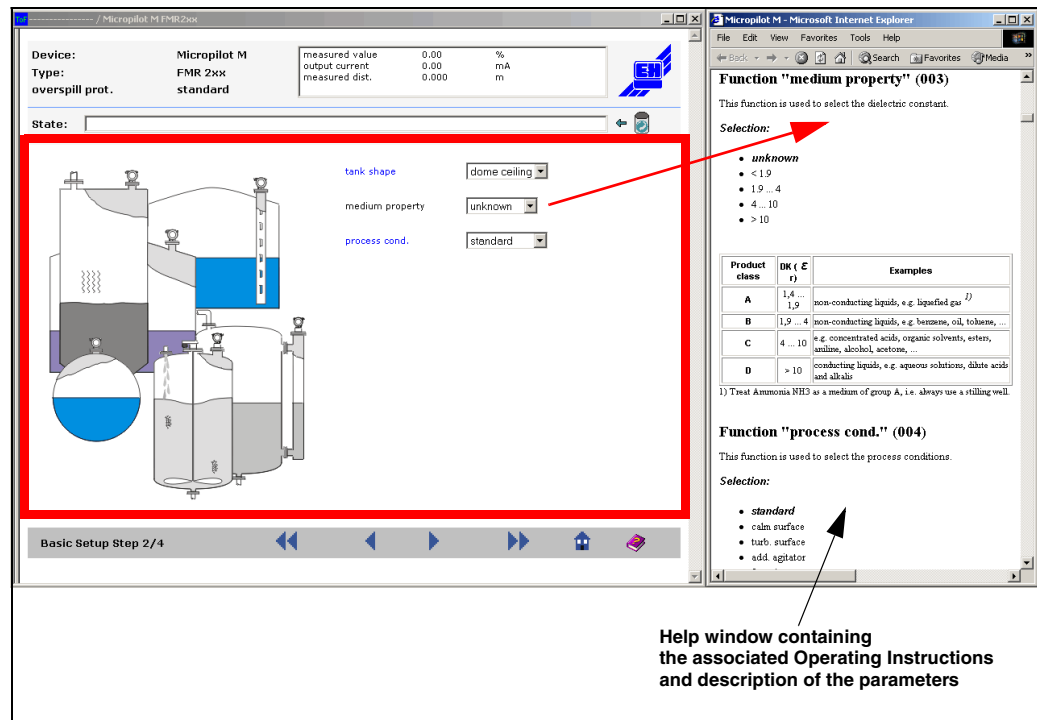 ToF ---------------- / Micropilot M FMR2xx
Device: Micropilot M
Type: FMR 2xx
overspill prot. standard
measured value 0.00 %
output current 0.00 mA
measured dist. 0.000 m
EH
State:
tank shape dome ceiling
medium property unknown
process cond. standard
Basic Setup Step 2/4
Micropilot M - Microsoft Internet Explorer
File Edit View Favorites Tools Help
Back Search Favorites Media »
Function "medium property" (003)
This function is used to select the dielectric constant.
Selection:
• unknown
• < 1.9
• 1.9 ... 4
• 4 ... 10
• > 10
Product class DK ( ε r) Examples
A 1,4 ... 1,9 non-conducting liquids, e.g. liquefied gas 1)
B 1,9 ... 4 non-conducting liquids, e.g. benzene, oil, toluene, ...
C 4 ... 10 e.g. concentrated acids, organic solvents, esters, aniline, alcohol, acetone, ...
D > 10 conducting liquids, e.g. aqueous solutions, dilute acids and alkalis
1) Treat Ammonia NH3 as a medium of group A, i.e. always use a stilling well.
Function "process cond." (004)
This function is used to select the process conditions.
Selection:
• standard
• calm surface
• turb. surface
• add. agitator
Help window containing
the associated Operating Instructions
and description of the parameters